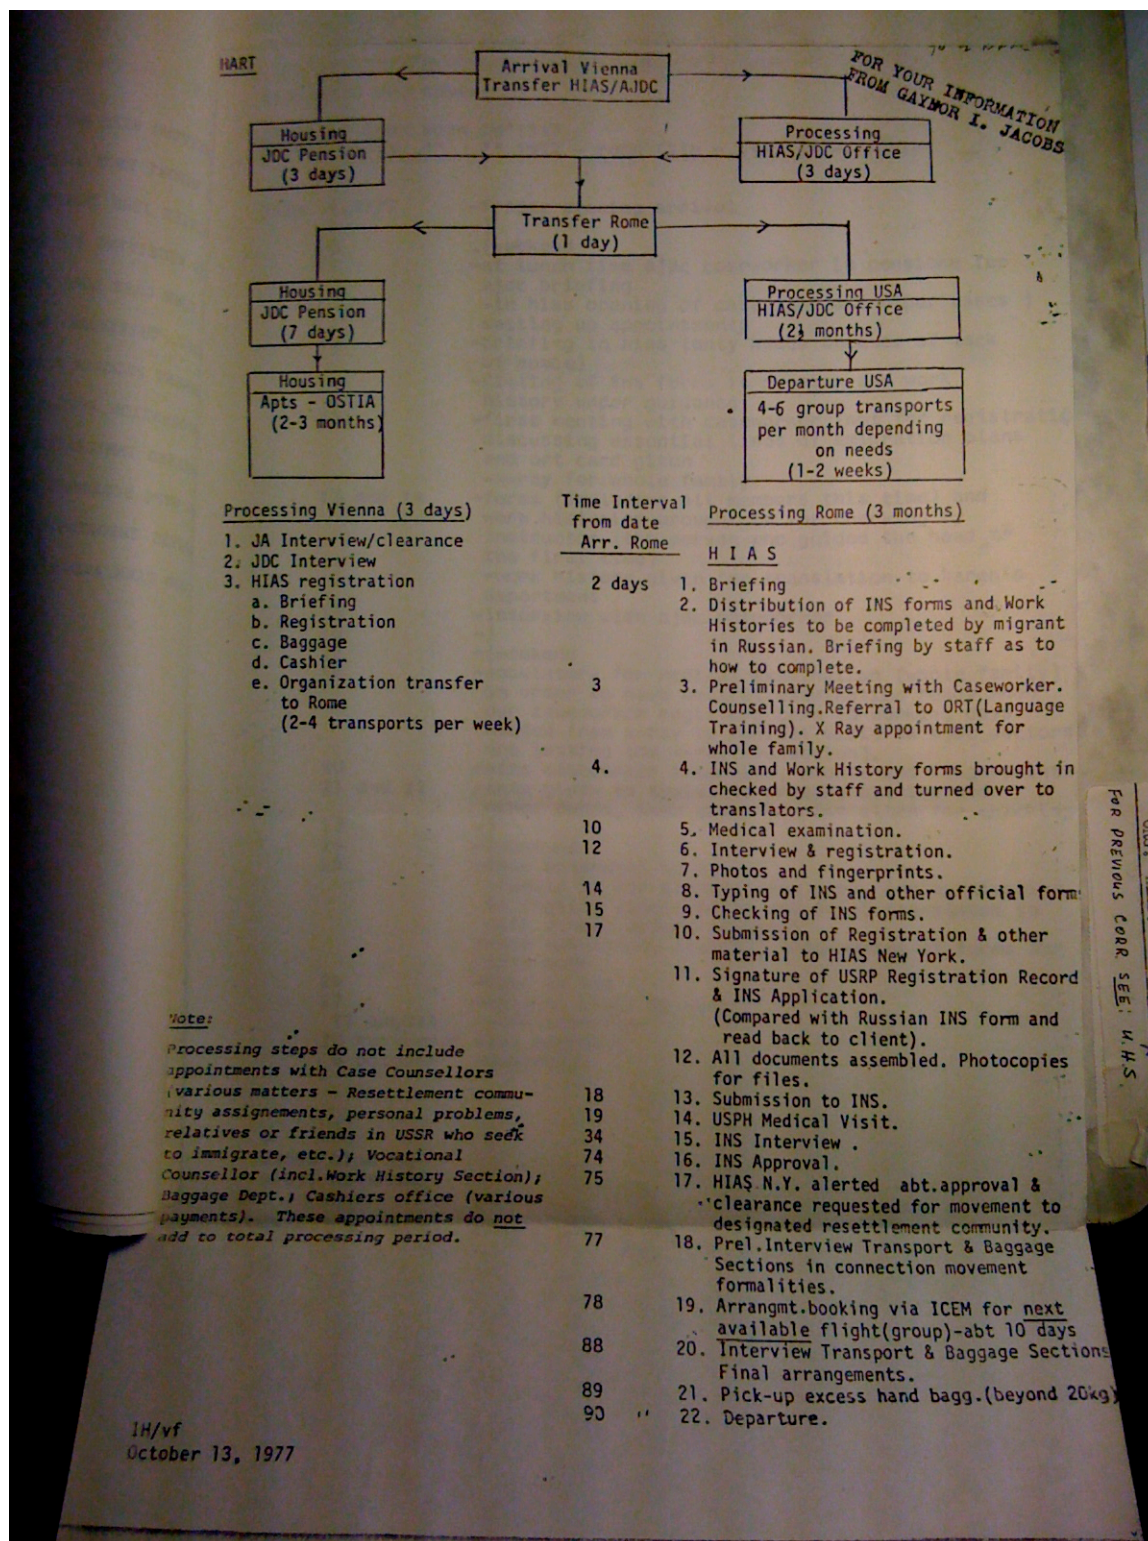 HART
FOR YOUR INFORMATION
FROM GAYNOR I. JACOBS
Arrival Vienna
Transfer HIAS/AJDC
Housing
JDC Pension
(3 days)
Processing
HIAS/JDC Office
(3 days)
Transfer Rome
(1 day)
Housing
JDC Pension
(7 days)
Processing USA
HIAS/JDC Office
(2½ months)
Housing
Apts - OSTIA
(2-3 months)
Departure USA
4-6 group transports
per month depending
on needs
(1-2 weeks)
Processing Vienna (3 days)
1. JA Interview/clearance
2. JDC Interview
3. HIAS registration
a. Briefing
b. Registration
c. Baggage
d. Cashier
e. Organization transfer
to Rome
(2-4 transports per week)
Note:
Processing steps do not include
appointments with Case Counsellors
(various matters - Resettlement commu-
nity assignements, personal problems,
relatives or friends in USSR who seek
to immigrate, etc.); Vocational
Counsellor (incl.Work History Section);
Baggage Dept.; Cashiers office (various
payments). These appointments do not
add to total processing period.
IH/vf
October 13, 1977
Time Interval
from date
Arr. Rome
Processing Rome (3 months)
H I A S
2 days 1. Briefing
2. Distribution of INS forms and Work
Histories to be completed by migrant
in Russian. Briefing by staff as to
how to complete.
3 3. Preliminary Meeting with Caseworker.
Counselling.Referral to ORT(Language
Training). X Ray appointment for
whole family.
4. 4. INS and Work History forms brought in
checked by staff and turned over to
translators.
10 5. Medical examination.
12 6. Interview & registration.
7. Photos and fingerprints.
14 8. Typing of INS and other official form
15 9. Checking of INS forms.
17 10. Submission of Registration & other
material to HIAS New York.
11. Signature of USRP Registration Record
& INS Application.
(Compared with Russian INS form and
read back to client).
12. All documents assembled. Photocopies
for files.
18 13. Submission to INS.
19 14. USPH Medical Visit.
34 15. INS Interview .
74 16. INS Approval.
75 17. HIAS N.Y. alerted abt.approval &
clearance requested for movement to
designated resettlement community.
77 18. Prel.Interview Transport & Baggage
Sections in connection movement
formalities.
78 19. Arrangmt.booking via ICEM for next
available flight(group)-abt 10 days
88 20. Interview Transport & Baggage Sections
Final arrangements.
89 21. Pick-up excess hand bagg.(beyond 20kg)
90 " 22. Departure.
FOR PREVIOUS CORR. SEE: U.H.S.